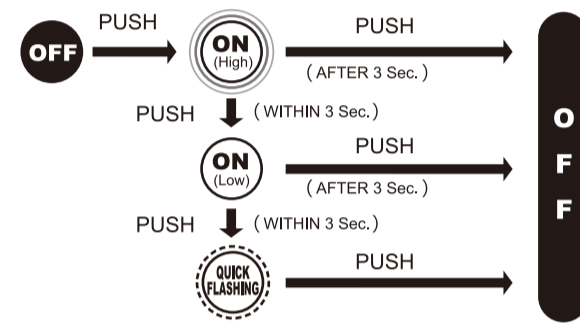 PUSH
PUSH
OFF
ON
(High)
(AFTER 3 Sec.)
PUSH
(WITHIN 3 Sec.)
PUSH
ON
(Low)
(AFTER 3 Sec.)
PUSH
(WITHIN 3 Sec.)
PUSH
QUICK
FLASHING
O
F
F